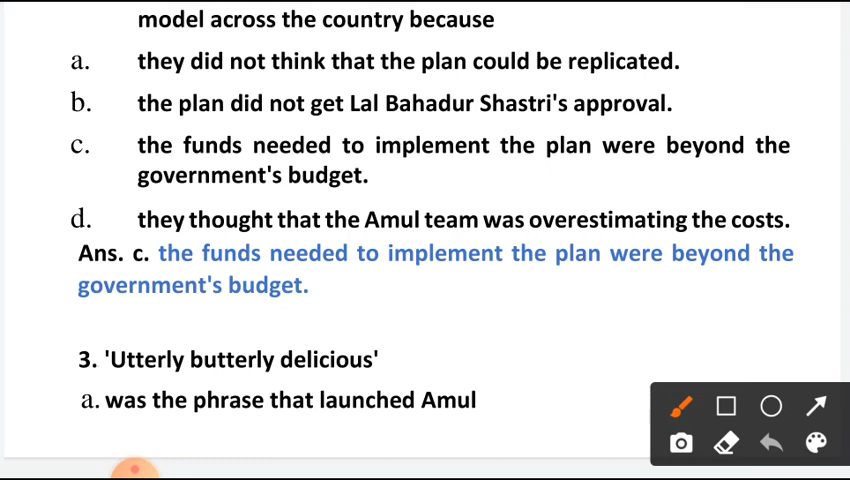 model across the country because
a. they did not think that the plan could be replicated.
b. the plan did not get Lal Bahadur Shastri's approval.
c. the funds needed to implement the plan were beyond the
government's budget.
d. they thought that the Amul team was overestimating the costs.
Ans. c. the funds needed to implement the plan were beyond the
government's budget.
3. 'Utterly butterly delicious'
a. was the phrase that launched Amul